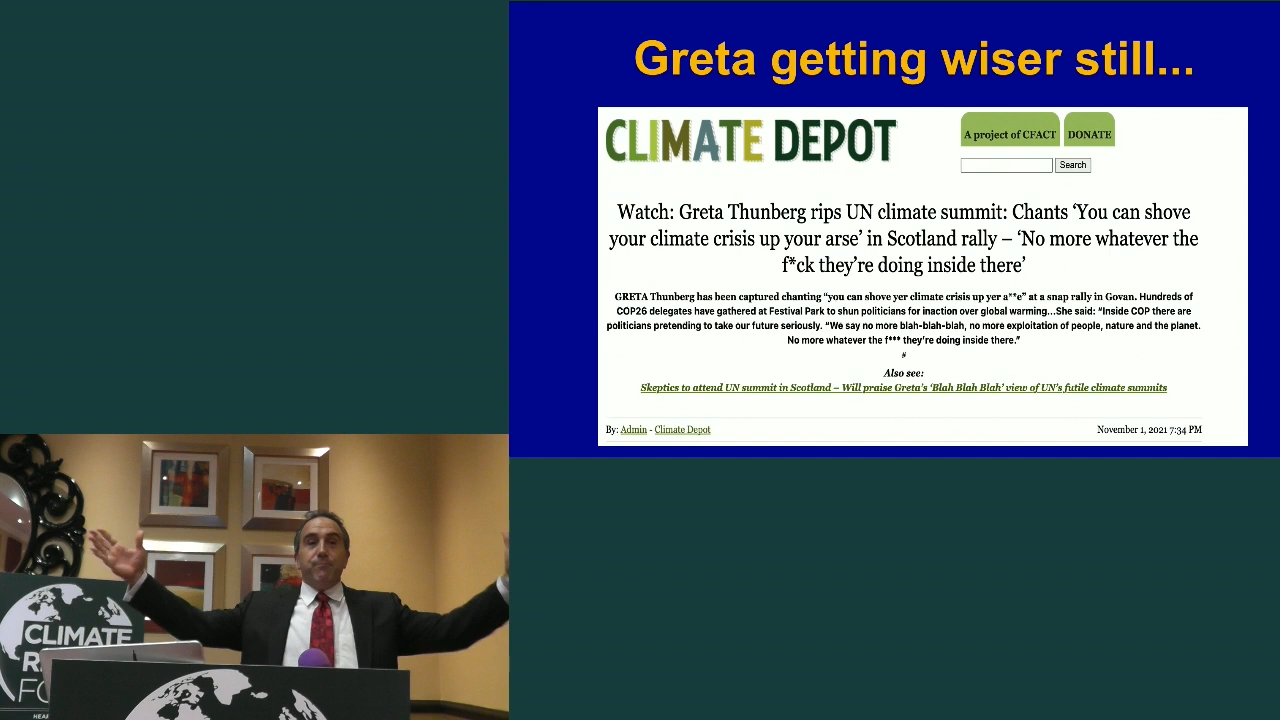 Greta getting wiser still...
CLIMATE DEPOT
A project of CFACT
DONATE
Search
Watch: Greta Thunberg rips UN climate summit: Chants ‘You can shove
your climate crisis up your arse’ in Scotland rally – ‘No more whatever the
f*ck they’re doing inside there’
GRETA Thunberg has been captured chanting “you can shove yer climate crisis up yer a**e” at a snap rally in Govan. Hundreds of
COP26 delegates have gathered at Festival Park to shun politicians for inaction over global warming...She said: “Inside COP there are
politicians pretending to take our future seriously. “We say no more blah-blah-blah, no more exploitation of people, nature and the planet.
No more whatever the f*** they’re doing inside there.”
#
Also see:
Skeptics to attend UN summit in Scotland – Will praise Greta’s ‘Blah Blah Blah’ view of UN’s futile climate summits
By: Admin - Climate Depot
November 1, 2021 7:34 PM
CLIMATE